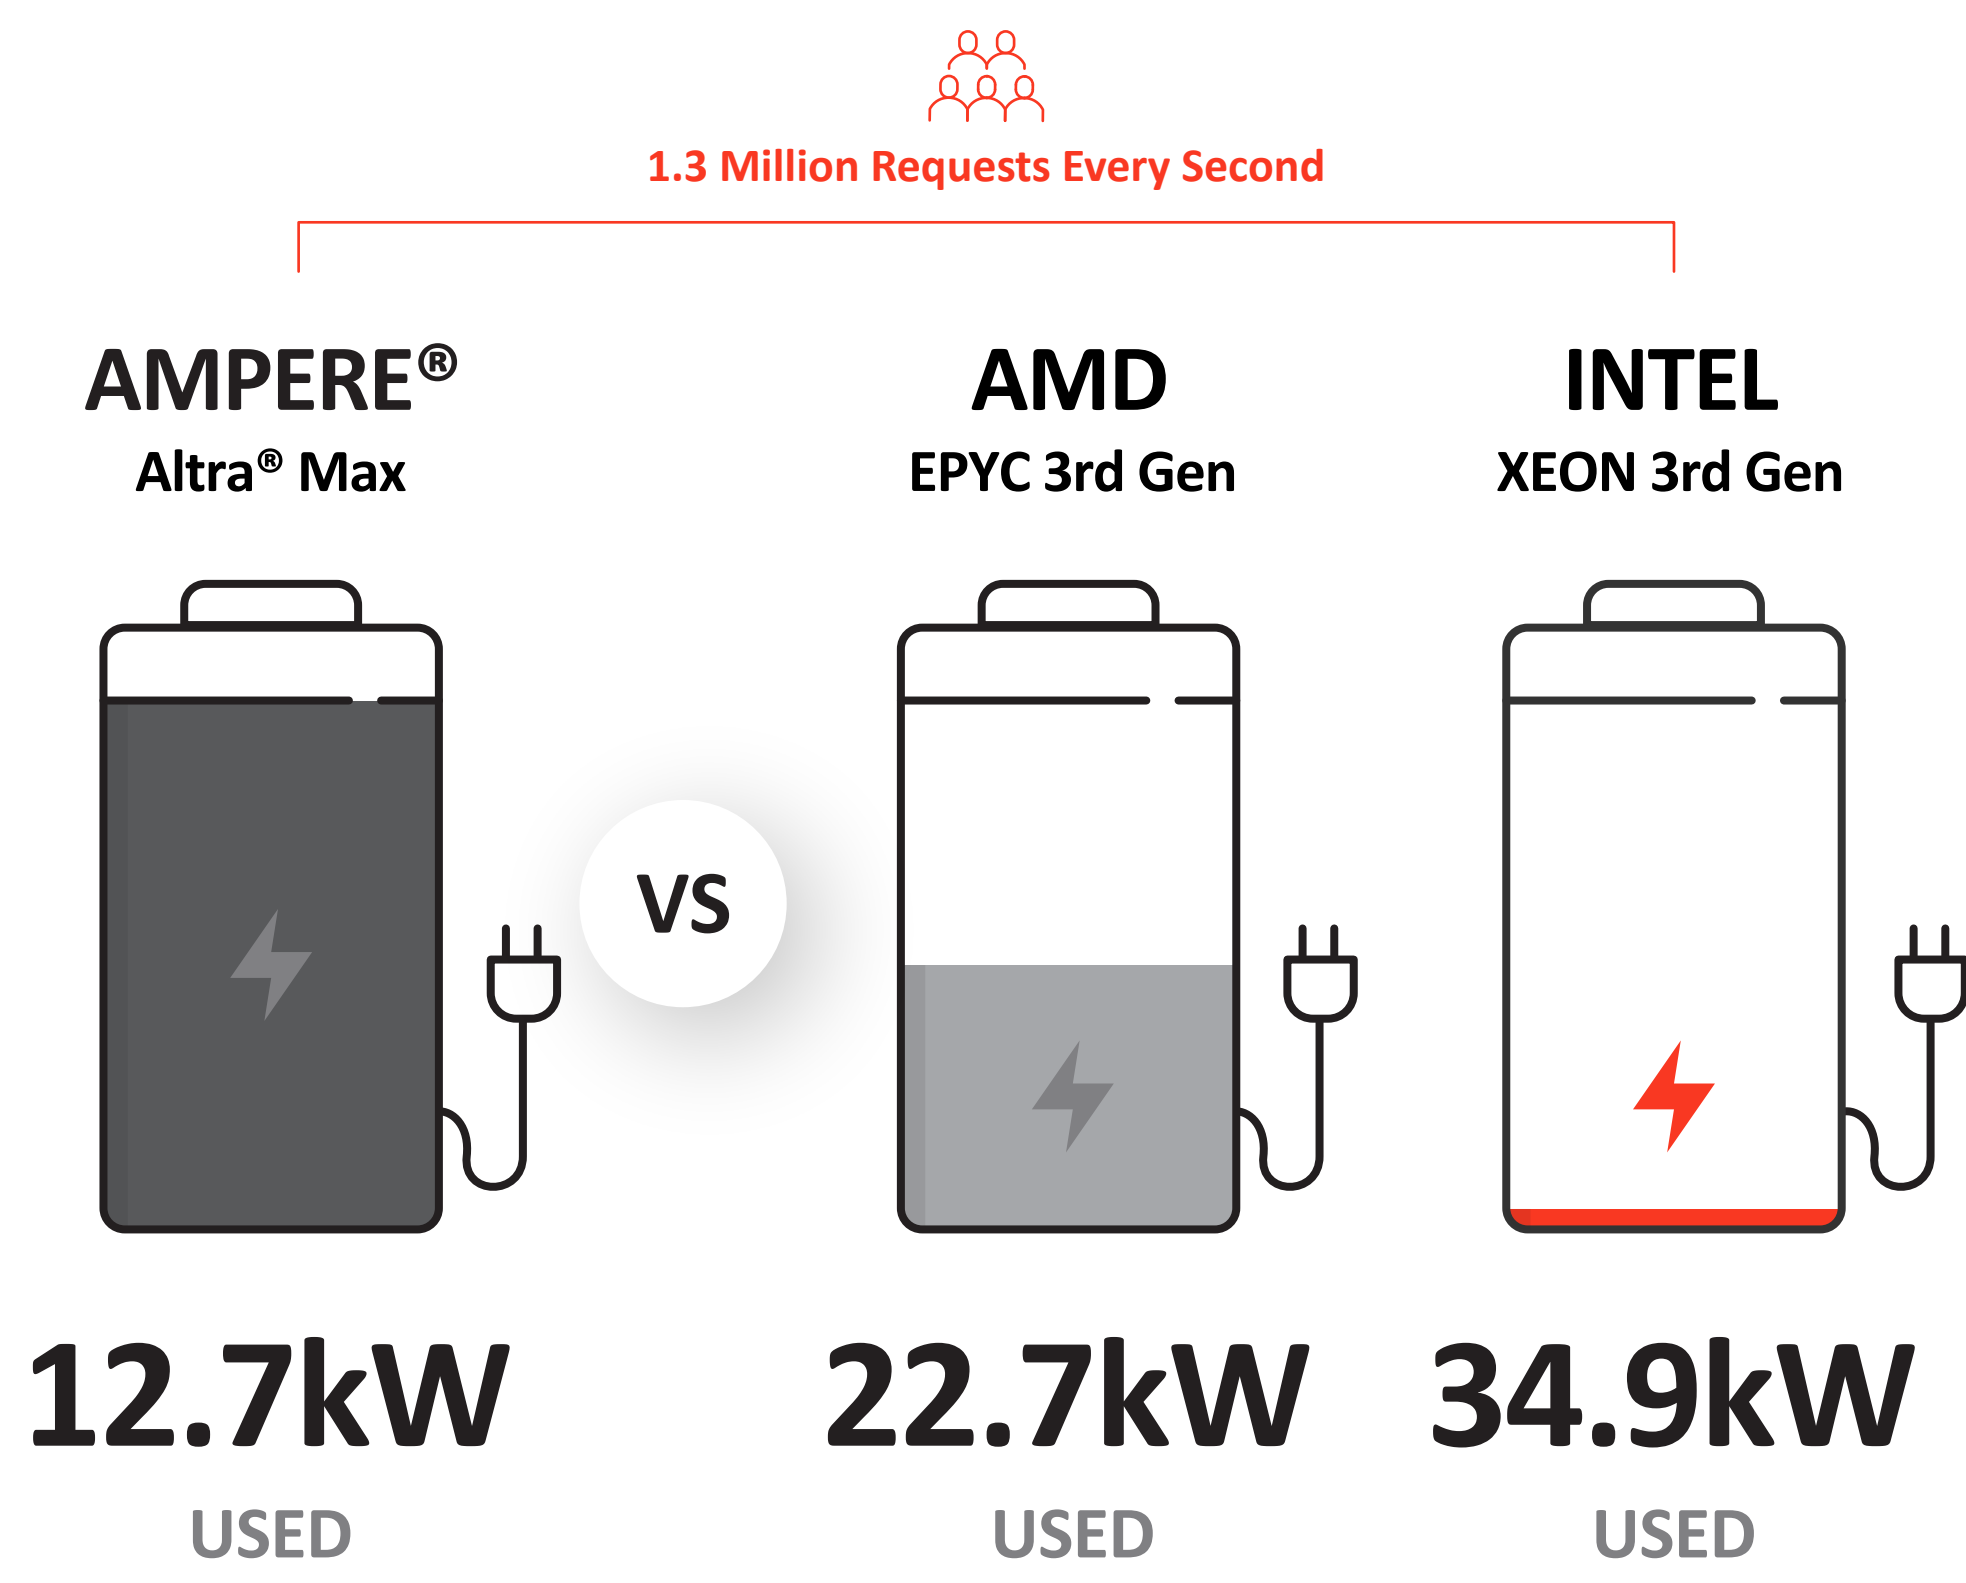 1.3 Million Requests Every Second
AMPERE®
Altra® Max
AMD
EPYC 3rd Gen
INTEL
XEON 3rd Gen
VS
12.7kW
USED
22.7kW
USED
34.9kW
USED